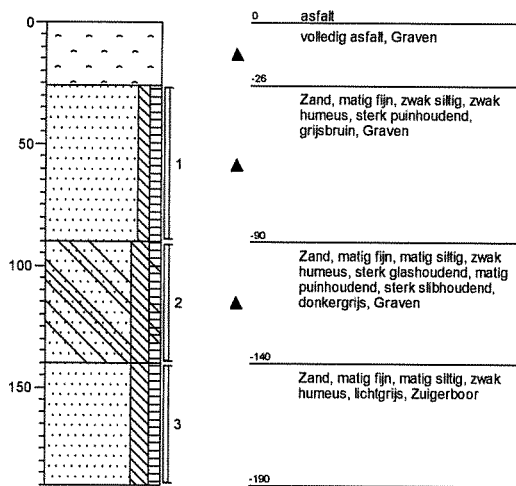 0
50
100
150
1
2
3
0 asfalt
volledig asfalt, Graven
-26
Zand, matig fijn, zwak siltig, zwak
humeus, sterk puinhoudend,
grijsbruin, Graven
-90
Zand, matig fijn, matig siltig, zwak
humeus, sterk glashoudend, matig
puinhoudend, sterk slibhoudend,
donkergrijs, Graven
-140
Zand, matig fijn, matig siltig, zwak
humeus, lichtgrijs, Zuigerboor
-190